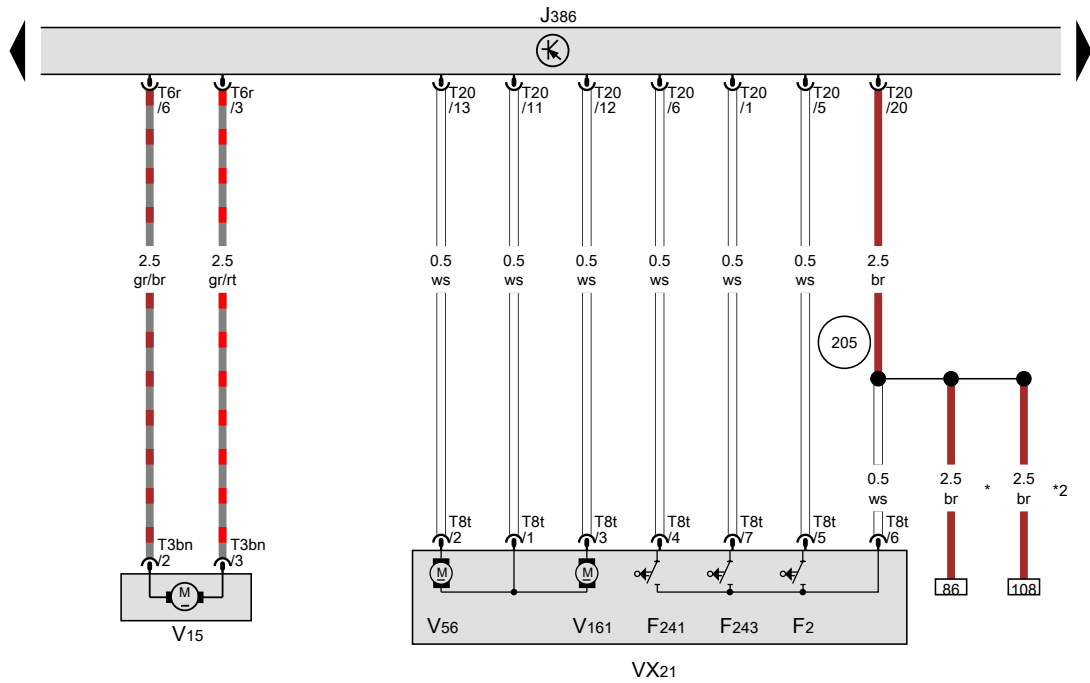 J386
T6r
/6
T6r
/3
T20
/13
T20
/11
T20
/12
T20
/6
T20
/1
T20
/5
T20
/20
2.5
gr/br
2.5
gr/rt
0.5
ws
0.5
ws
0.5
ws
0.5
ws
0.5
ws
0.5
ws
2.5
br
205
0.5
ws
2.5
br
*
2.5
br
*2
T3bn
/2
T3bn
/3
T8t
/2
T8t
/1
T8t
/3
T8t
/4
T8t
/7
T8t
/5
T8t
/6
M
M
M
86
108
V15
V56
V161
F241
F243
F2
VX21